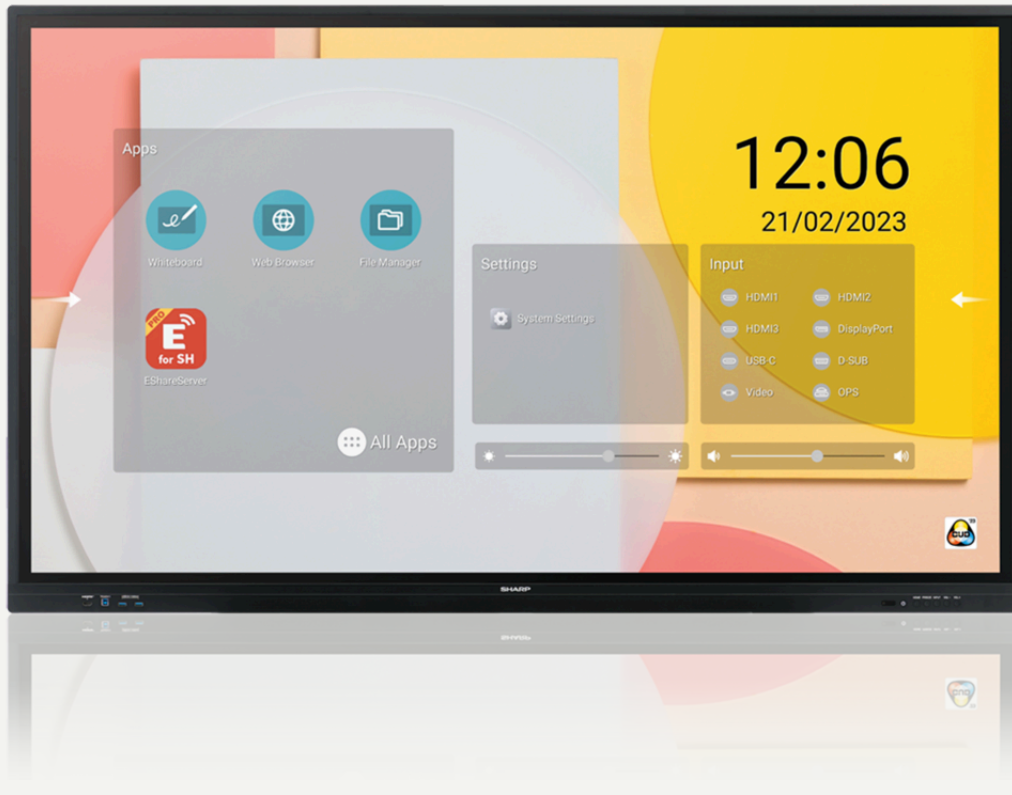 Apps
Whiteboard
Web Browser
File Manager
PRO
E
for SH
EShareServer
All Apps
12:06
21/02/2023
Settings
System Settings
Input
HDMI1
HDMI2
HDMI3
DisplayPort
USB-C
D-SUB
Video
OPS
CUD
SHARP